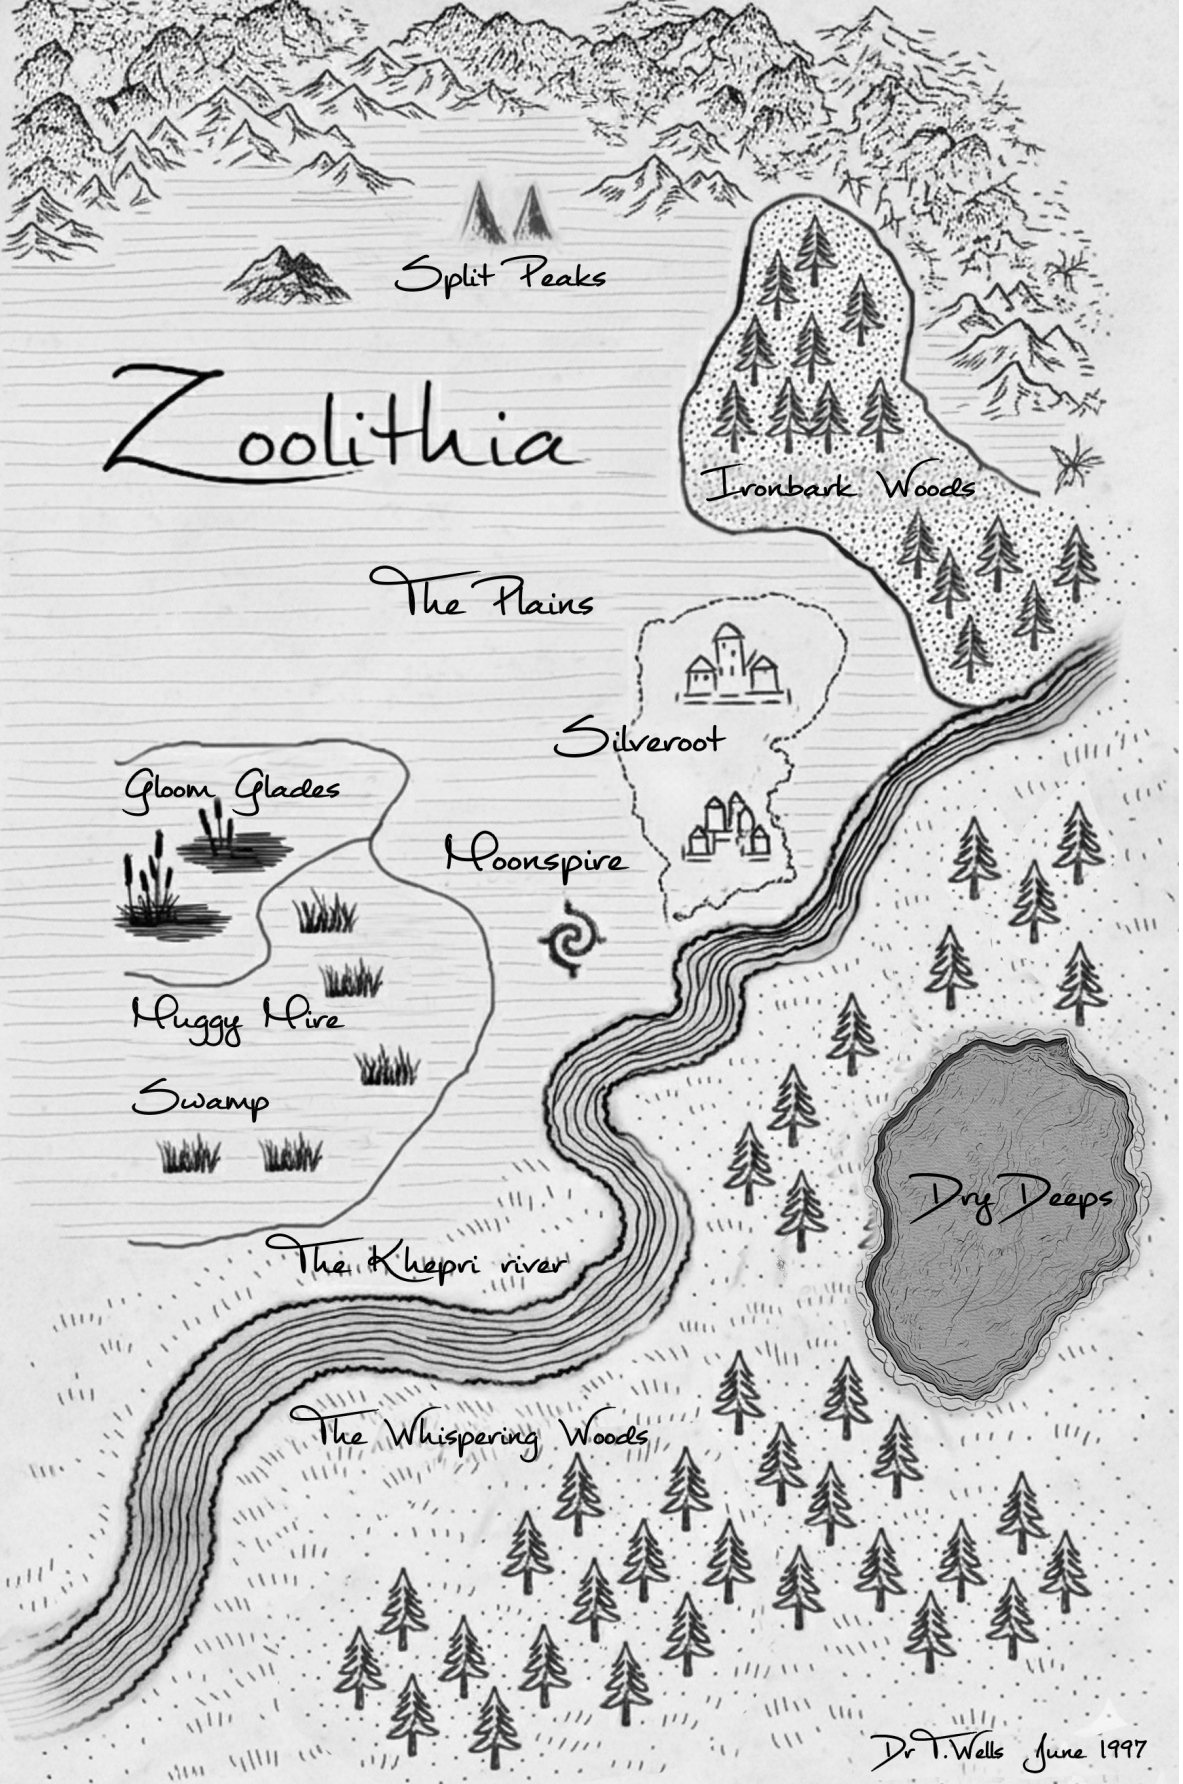 Split Peaks
Zoolithia
Ironbark Woods
The Plains
Silveroot
Gloom Glades
Moonspire
Muggy Mire
Swamp
Dry Deeps
The Khepri river
The Whispering Woods
Dr T. Wells June 1997